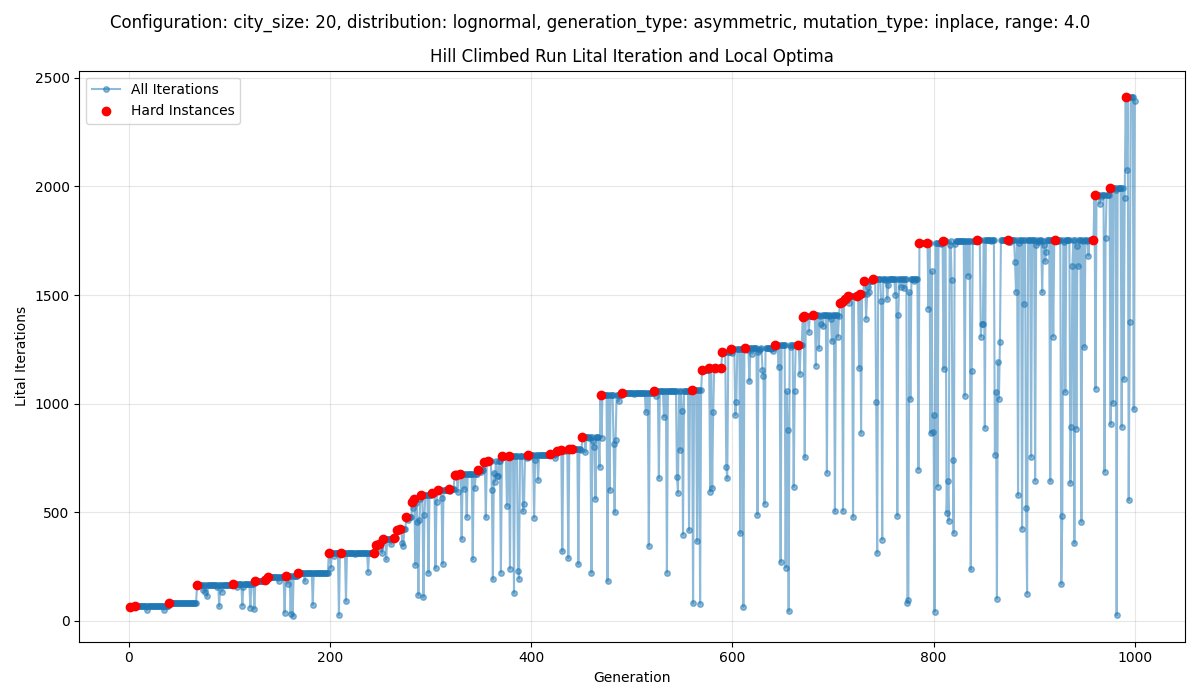 Configuration: city_size: 20, distribution: lognormal, generation_type: asymmetric, mutation_type: inplace, range: 4.0
Hill Climbed Run Lital Iteration and Local Optima
2500
2000
1500
1000
500
0
Lital Iterations
All Iterations
Hard Instances
0 200 400 600 800 1000
Generation